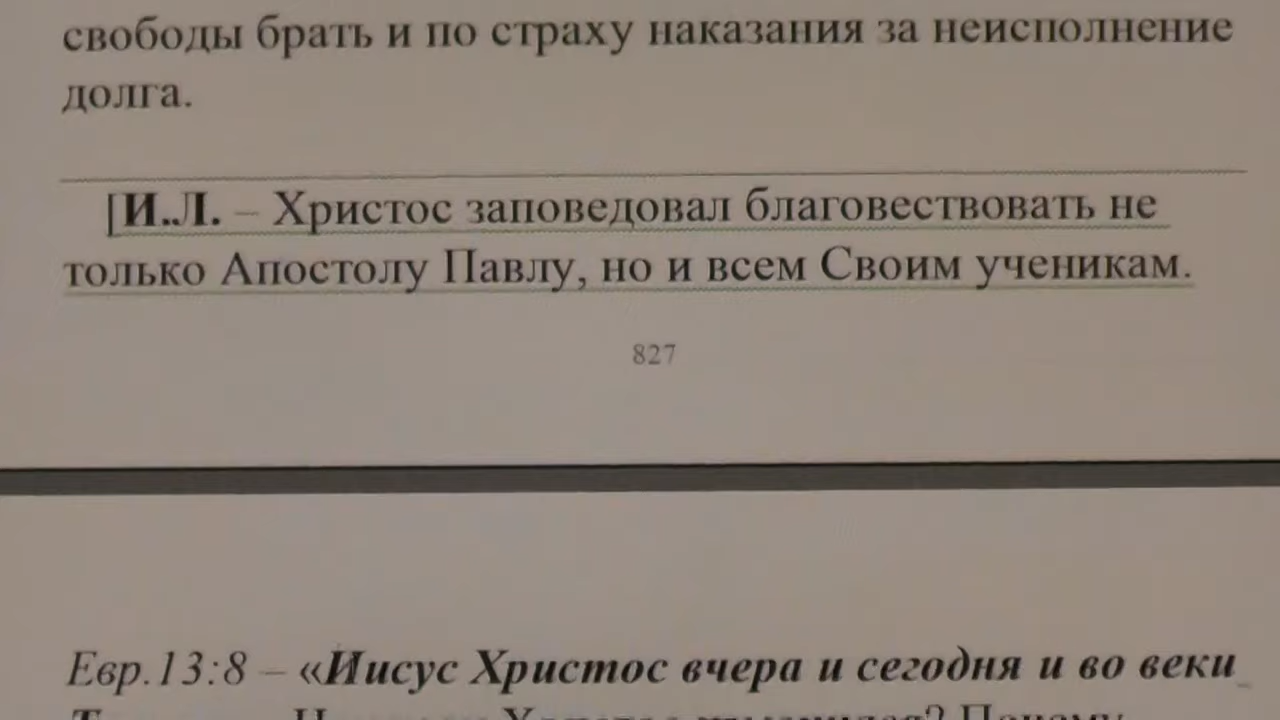 свободы брать и по страху наказания за неисполнение
долга.
[И.Л. – Христос заповедовал благовествовать не
только Апостолу Павлу, но и всем Своим ученикам.
827
Евр.13:8 – «Иисус Христос вчера и сегодня и во веки